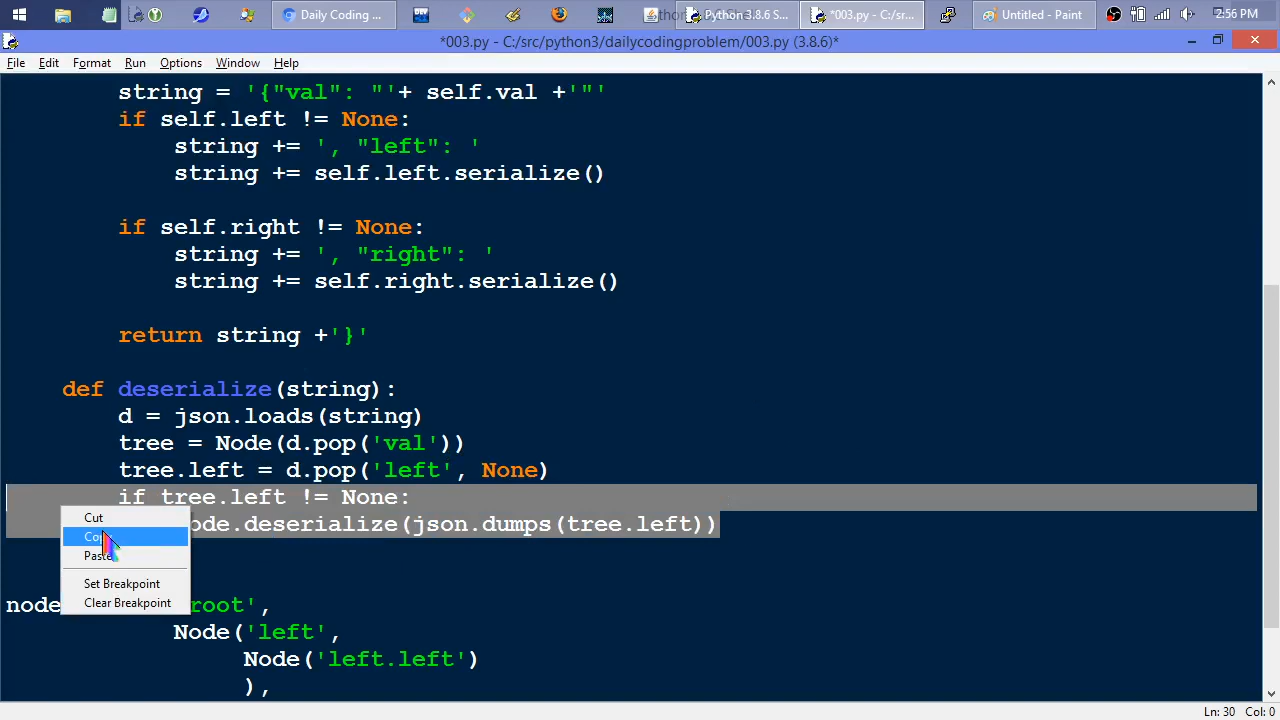 Daily Coding Problem ...
Python 3.8.6 S...
*003.py - C:/sr...
Untitled - Paint
2:56 PM
*003.py - C:/src/python3/dailycodingproblem/003.py (3.8.6)*
File Edit Format Run Options Window Help
string = '{"val": "'+ self.val +'"'
if self.left != None:
string += ', "left": '
string += self.left.serialize()
if self.right != None:
string += ', "right": '
string += self.right.serialize()
return string +'}'
def deserialize(string):
d = json.loads(string)
tree = Node(d.pop('val'))
tree.left = d.pop('left', None)
if tree.left != None:
ode.deserialize(json.dumps(tree.left))
Cut
Copy
Paste
Set Breakpoint
Clear Breakpoint
node
root',
Node('left',
Node('left.left')
),
Ln: 30 Col: 0